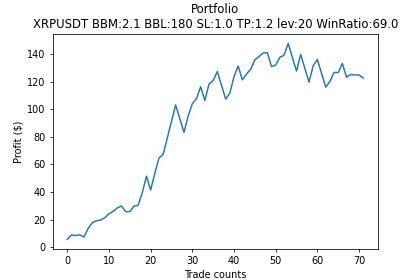 Portfolio
XRPUSDT BBM:2.1 BBL:180 SL:1.0 TP:1.2 lev:20 WinRatio:69.0
140
120
100
80
60
40
20
0
Profit ($)
0 10 20 30 40 50 60 70
Trade counts